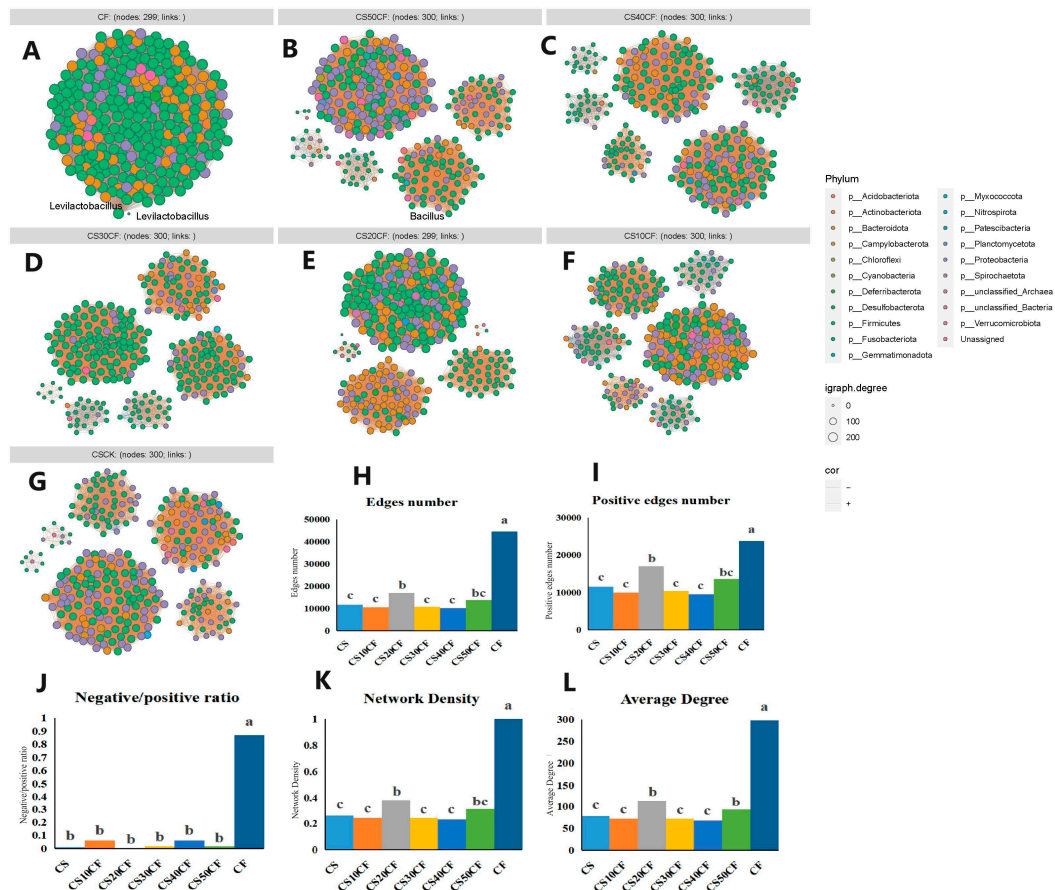 CF: (nodes: 299; links: )
CS50CF: (nodes: 300; links: )
CS40CF: (nodes: 300; links: )
A
B
C
Levilactobacillus
Levilactobacillus
Bacillus
CS30CF: (nodes: 300; links: )
CS20CF: (nodes: 299; links: )
CS10CF: (nodes: 300; links: )
D
E
F
CSCK: (nodes: 300; links: )
G
Phylum
p__Acidobacteriota
p__Actinobacteriota
p__Bacteroidota
p__Campylobacterota
p__Chloroflexi
p__Cyanobacteria
p__Deferribacterota
p__Desulfobacterota
p__Firmicutes
p__Fusobacteriota
p__Gemmatimonadota
p__Myxococcota
p__Nitrospirota
p__Patescibacteria
p__Planctomycetota
p__Proteobacteria
p__Spirochaetota
p__unclassified_Archaea
p__unclassified_Bacteria
p__Verrucomicrobiota
Unassigned
igraph.degree
0
100
200
cor
−
+
H
Edges number
Edges number
50000
40000
30000
20000
10000
0
c c b c c bc a
CS CS10CF CS20CF CS30CF CS40CF CS50CF CF
I
Positive edges number
Positive edges number
30000
20000
10000
0
c c b c c bc a
CS CS10CF CS20CF CS30CF CS40CF CS50CF CF
J
Negative/positive ratio
Negative/positive ratio
1
0.9
0.8
0.7
0.6
0.5
0.4
0.3
0.2
0.1
0
b b b b b b a
CS CS10CF CS20CF CS30CF CS40CF CS50CF CF
K
Network Density
Network Density
1
0.8
0.6
0.4
0.2
0
c c b c c bc a
CS CS10CF CS20CF CS30CF CS40CF CS50CF CF
L
Average Degree
Average Degree
300
250
200
150
100
50
0
c c b c c b a
CS CS10CF CS20CF CS30CF CS40CF CS50CF CF